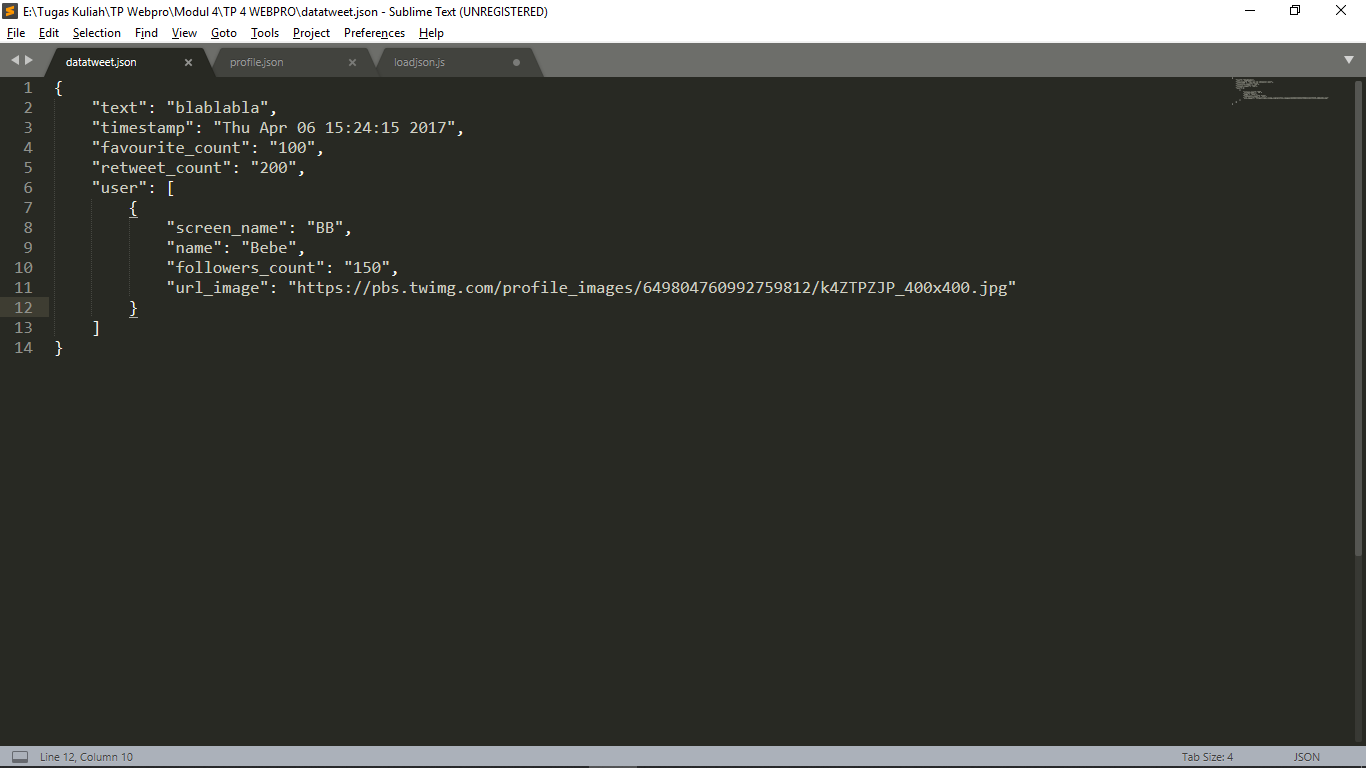 E:\Tugas Kuliah\TP Webpro\Modul 4\TP 4 WEBPRO\datatweet.json - Sublime Text (UNREGISTERED)
File Edit Selection Find View Goto Tools Project Preferences Help
datatweet.json profile.json loadjson.js
1 {
2 "text": "blablabla",
3 "timestamp": "Thu Apr 06 15:24:15 2017",
4 "favourite_count": "100",
5 "retweet_count": "200",
6 "user": [
7 {
8 "screen_name": "BB",
9 "name": "Bebe",
10 "followers_count": "150",
11 "url_image": "https://pbs.twimg.com/profile_images/649804760992759812/k4ZTPZJP_400x400.jpg"
12 }
13 ]
14 }
Line 12, Column 10 Tab Size: 4 JSON